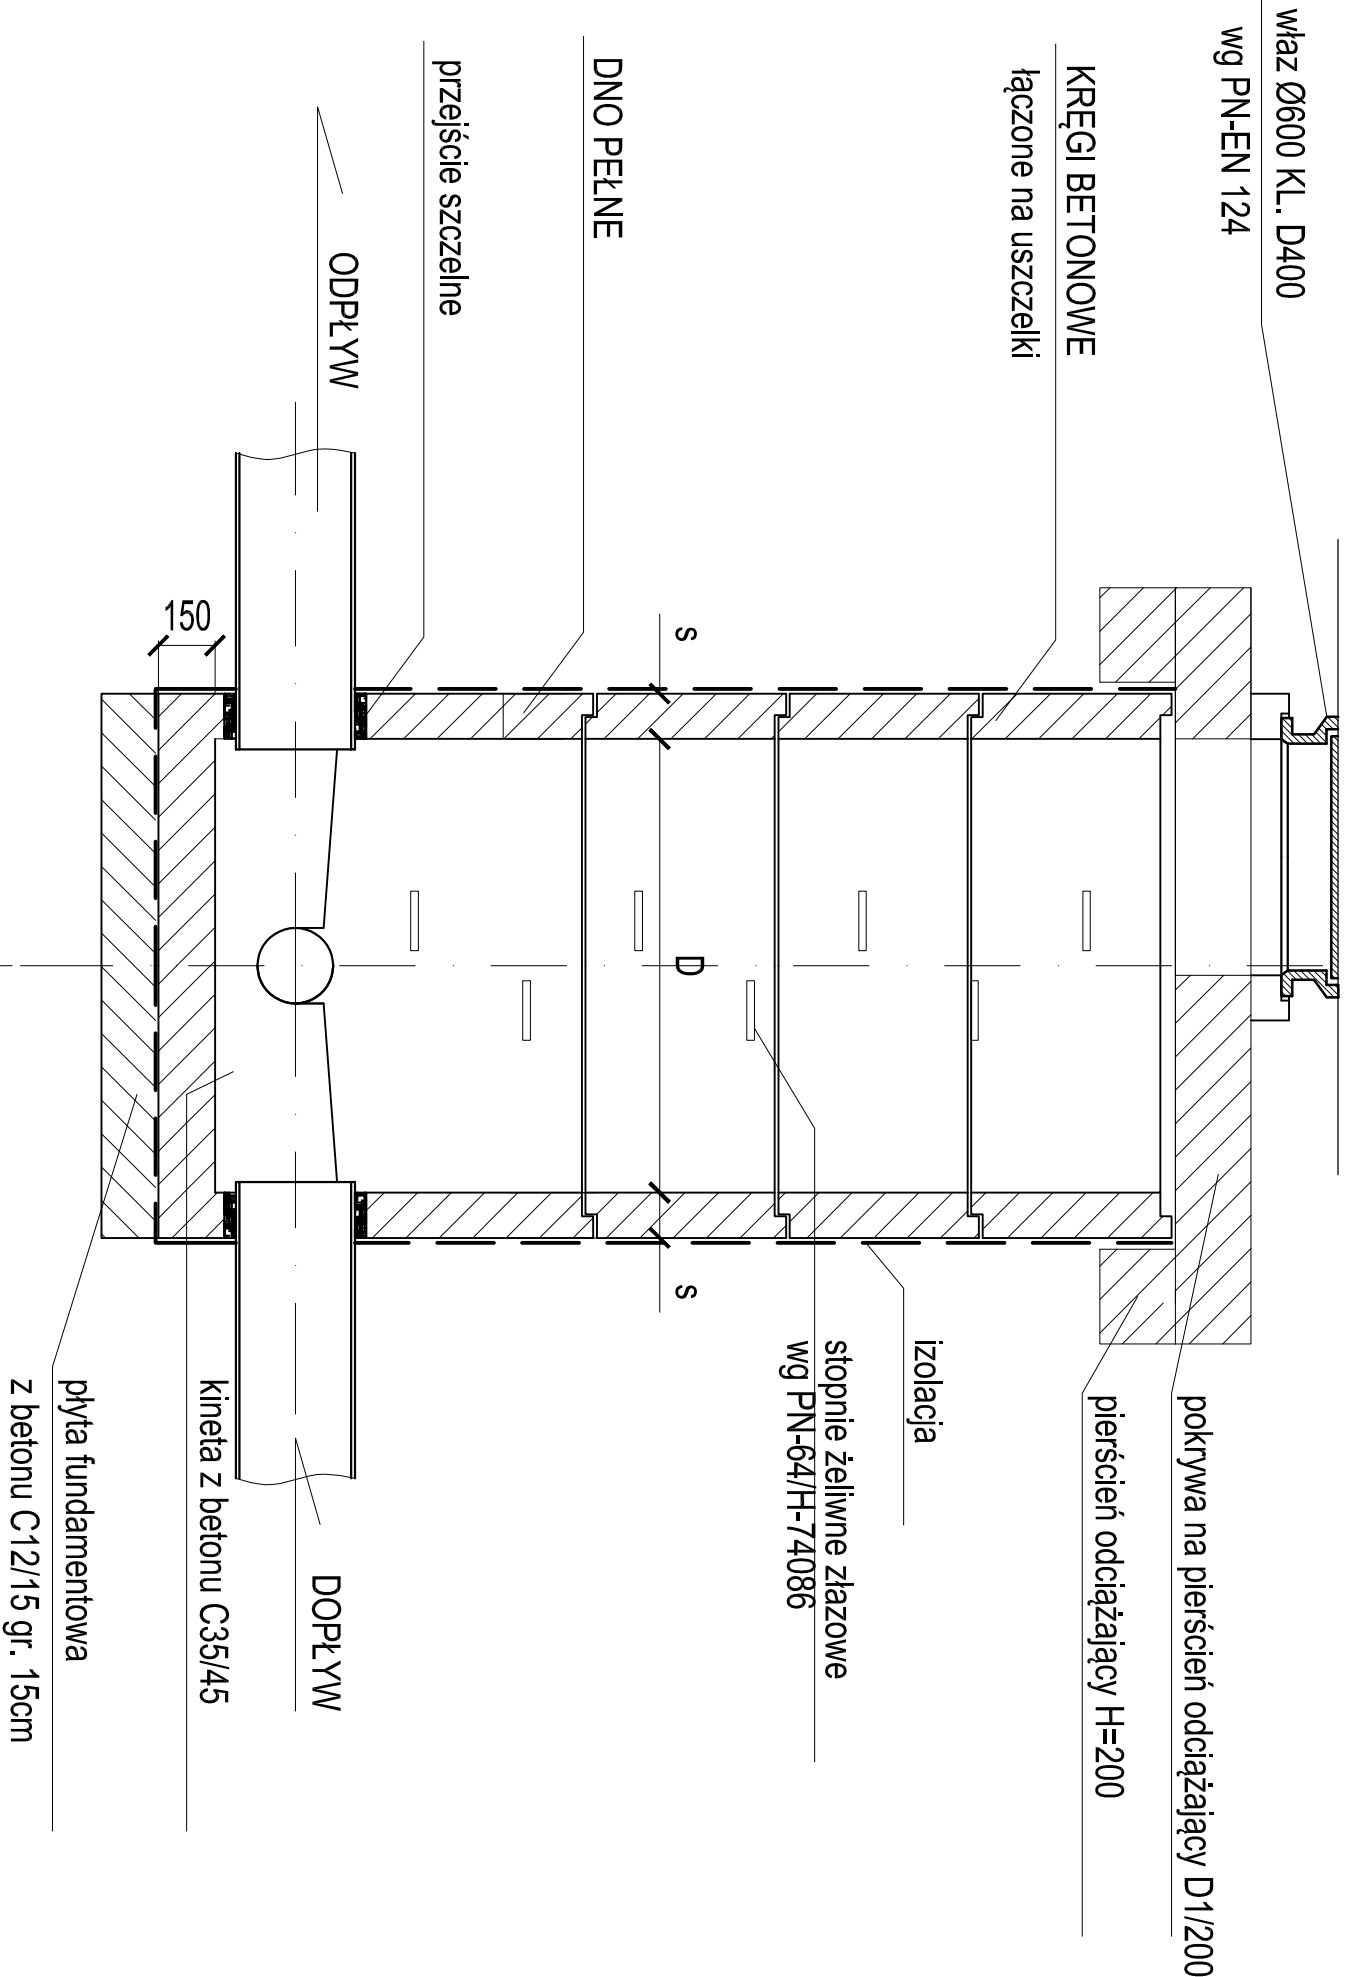 właz Ø600 KL. D400
wg PN-EN 124
KRĘGI BETONOWE
łączone na uszczelki
DNO PEŁNE
przejście szczelne
ODPŁYW
150
s
D
s
pokrywa na pierścień odciążający D1/200
pierścień odciążający H=200
izolacja
stopnie żeliwne złazowe
wg PN-64/H-74086
DOPŁYW
kineta z betonu C35/45
płyta fundamentowa
z betonu C12/15 gr. 15cm